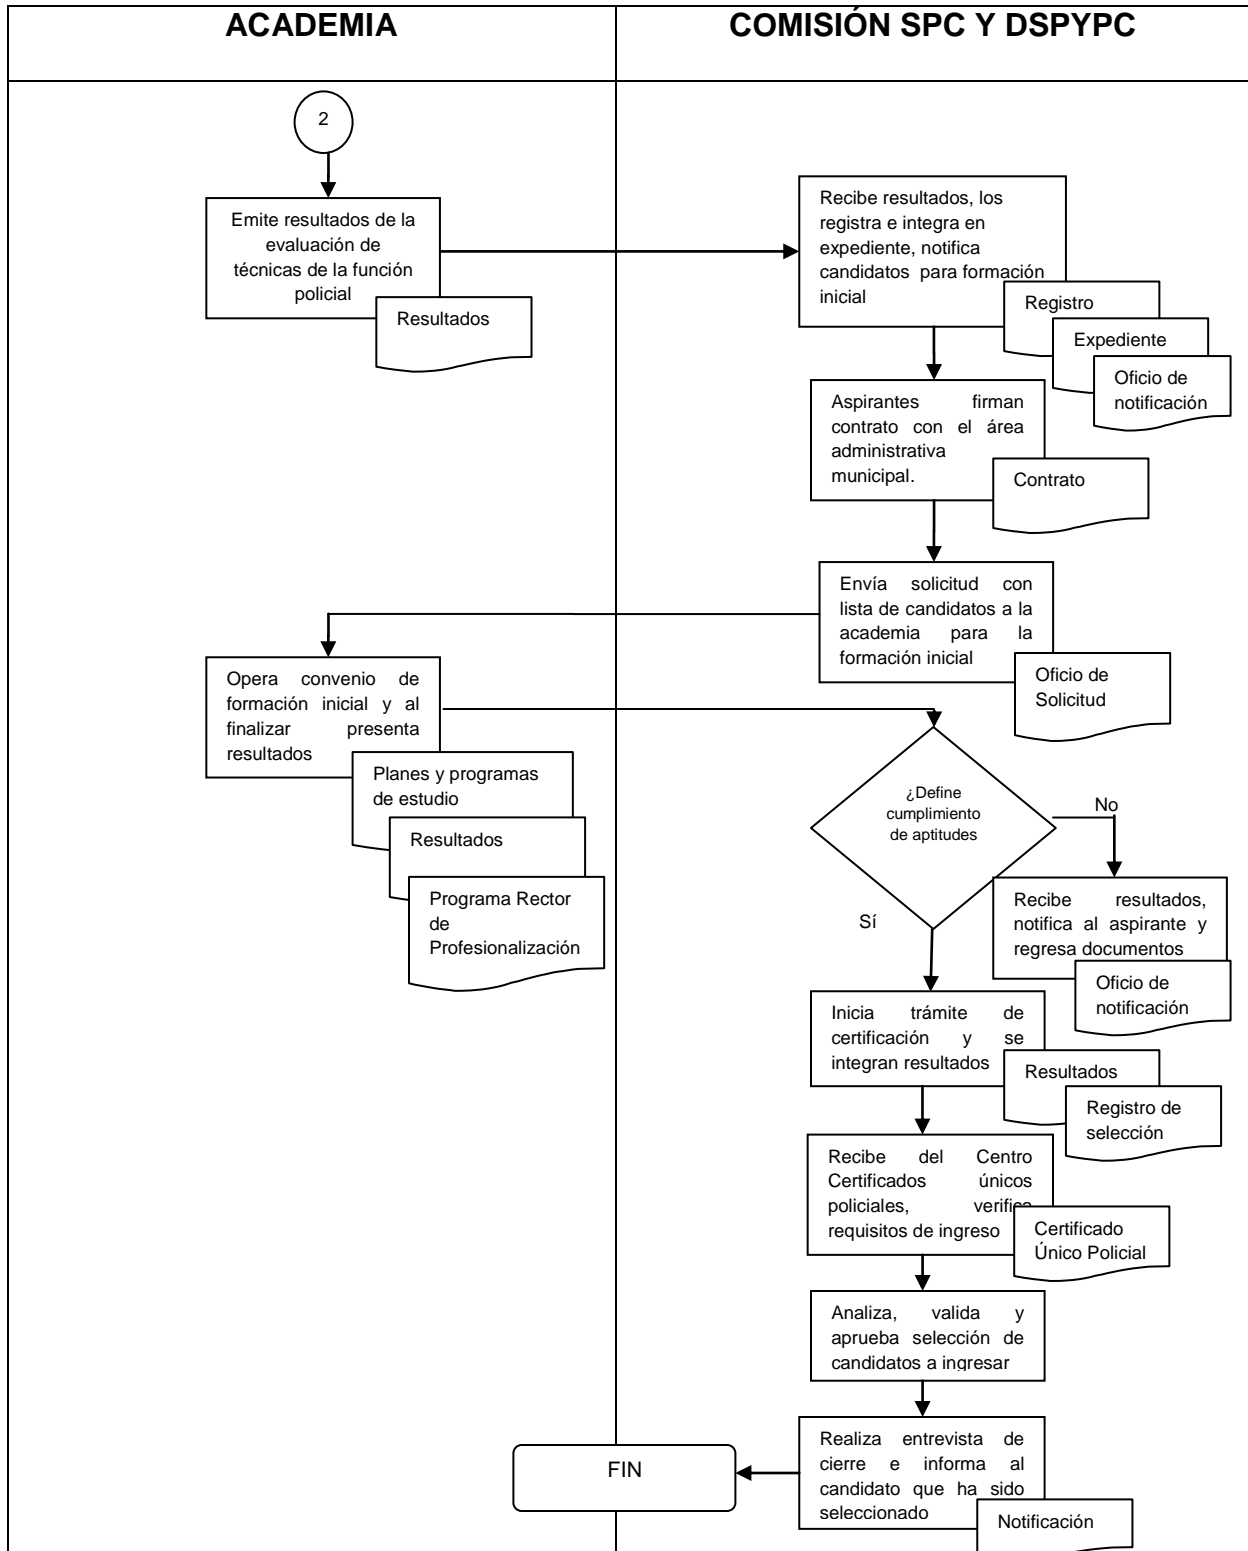 ACADEMIA
COMISIÓN SPC Y DSPYPC
2
Emite resultados de la
evaluación de
técnicas de la función
policial
Resultados
Recibe resultados, los
registra e integra en
expediente, notifica
candidatos para formación
inicial
Registro
Expediente
Oficio de
notificación
Aspirantes firman
contrato con el área
administrativa
municipal.
Contrato
Envía solicitud con
lista de candidatos a la
academia para la
formación inicial
Oficio de
Solicitud
Opera convenio de
formación inicial y al
finalizar presenta
resultados
Planes y programas
de estudio
Resultados
Programa Rector
de
Profesionalización
¿Define
cumplimiento
de aptitudes
No
Sí
Recibe resultados,
notifica al aspirante y
regresa documentos
Oficio de
notificación
Inicia trámite de
certificación y se
integran resultados
Resultados
Registro de
selección
Recibe del Centro
Certificados únicos
policiales, verifica
requisitos de ingreso
Certificado
Único Policial
Analiza, valida y
aprueba selección de
candidatos a ingresar
Realiza entrevista de
cierre e informa al
candidato que ha sido
seleccionado
Notificación
FIN